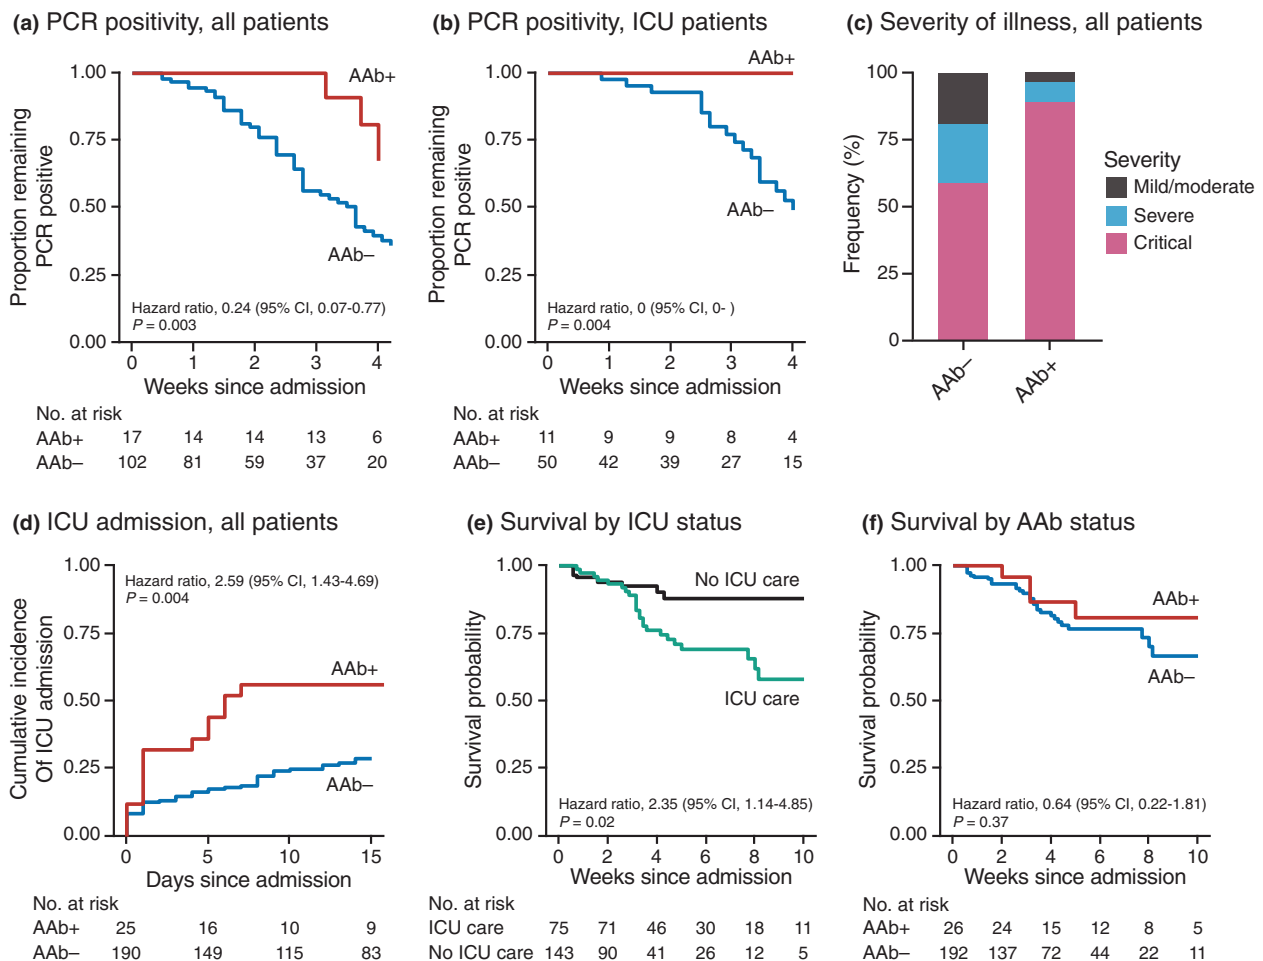 (a) PCR positivity, all patients
1.00
0.75
0.50
0.25
0.00
Proportion remaining
PCR positive
AAb+
AAb–
Hazard ratio, 0.24 (95% CI, 0.07-0.77)
P = 0.003
0 1 2 3 4
Weeks since admission
No. at risk
AAb+ 17 14 14 13 6
AAb– 102 81 59 37 20
(b) PCR positivity, ICU patients
1.00
0.75
0.50
0.25
0.00
Proportion remaining
PCR positive
AAb+
AAb–
Hazard ratio, 0 (95% CI, 0- )
P = 0.004
0 1 2 3 4
Weeks since admission
No. at risk
AAb+ 11 9 9 8 4
AAb– 50 42 39 27 15
(c) Severity of illness, all patients
100
75
50
25
0
Frequency (%)
AAb–
AAb+
Severity
Mild/moderate
Severe
Critical
(d) ICU admission, all patients
1.00
0.75
0.50
0.25
0.00
Cumulative incidence
Of ICU admission
Hazard ratio, 2.59 (95% CI, 1.43-4.69)
P = 0.004
AAb+
AAb–
0 5 10 15
Days since admission
No. at risk
AAb+ 25 16 10 9
AAb– 190 149 115 83
(e) Survival by ICU status
1.00
0.75
0.50
0.25
0.00
Survival probability
No ICU care
ICU care
Hazard ratio, 2.35 (95% CI, 1.14-4.85)
P = 0.02
0 2 4 6 8 10
Weeks since admission
No. at risk
ICU care 75 71 46 30 18 11
No ICU care 143 90 41 26 12 5
(f) Survival by AAb status
1.00
0.75
0.50
0.25
0.00
Survival probability
AAb+
AAb–
Hazard ratio, 0.64 (95% CI, 0.22-1.81)
P = 0.37
0 2 4 6 8 10
Weeks since admission
No. at risk
AAb+ 26 24 15 12 8 5
AAb– 192 137 72 44 22 11